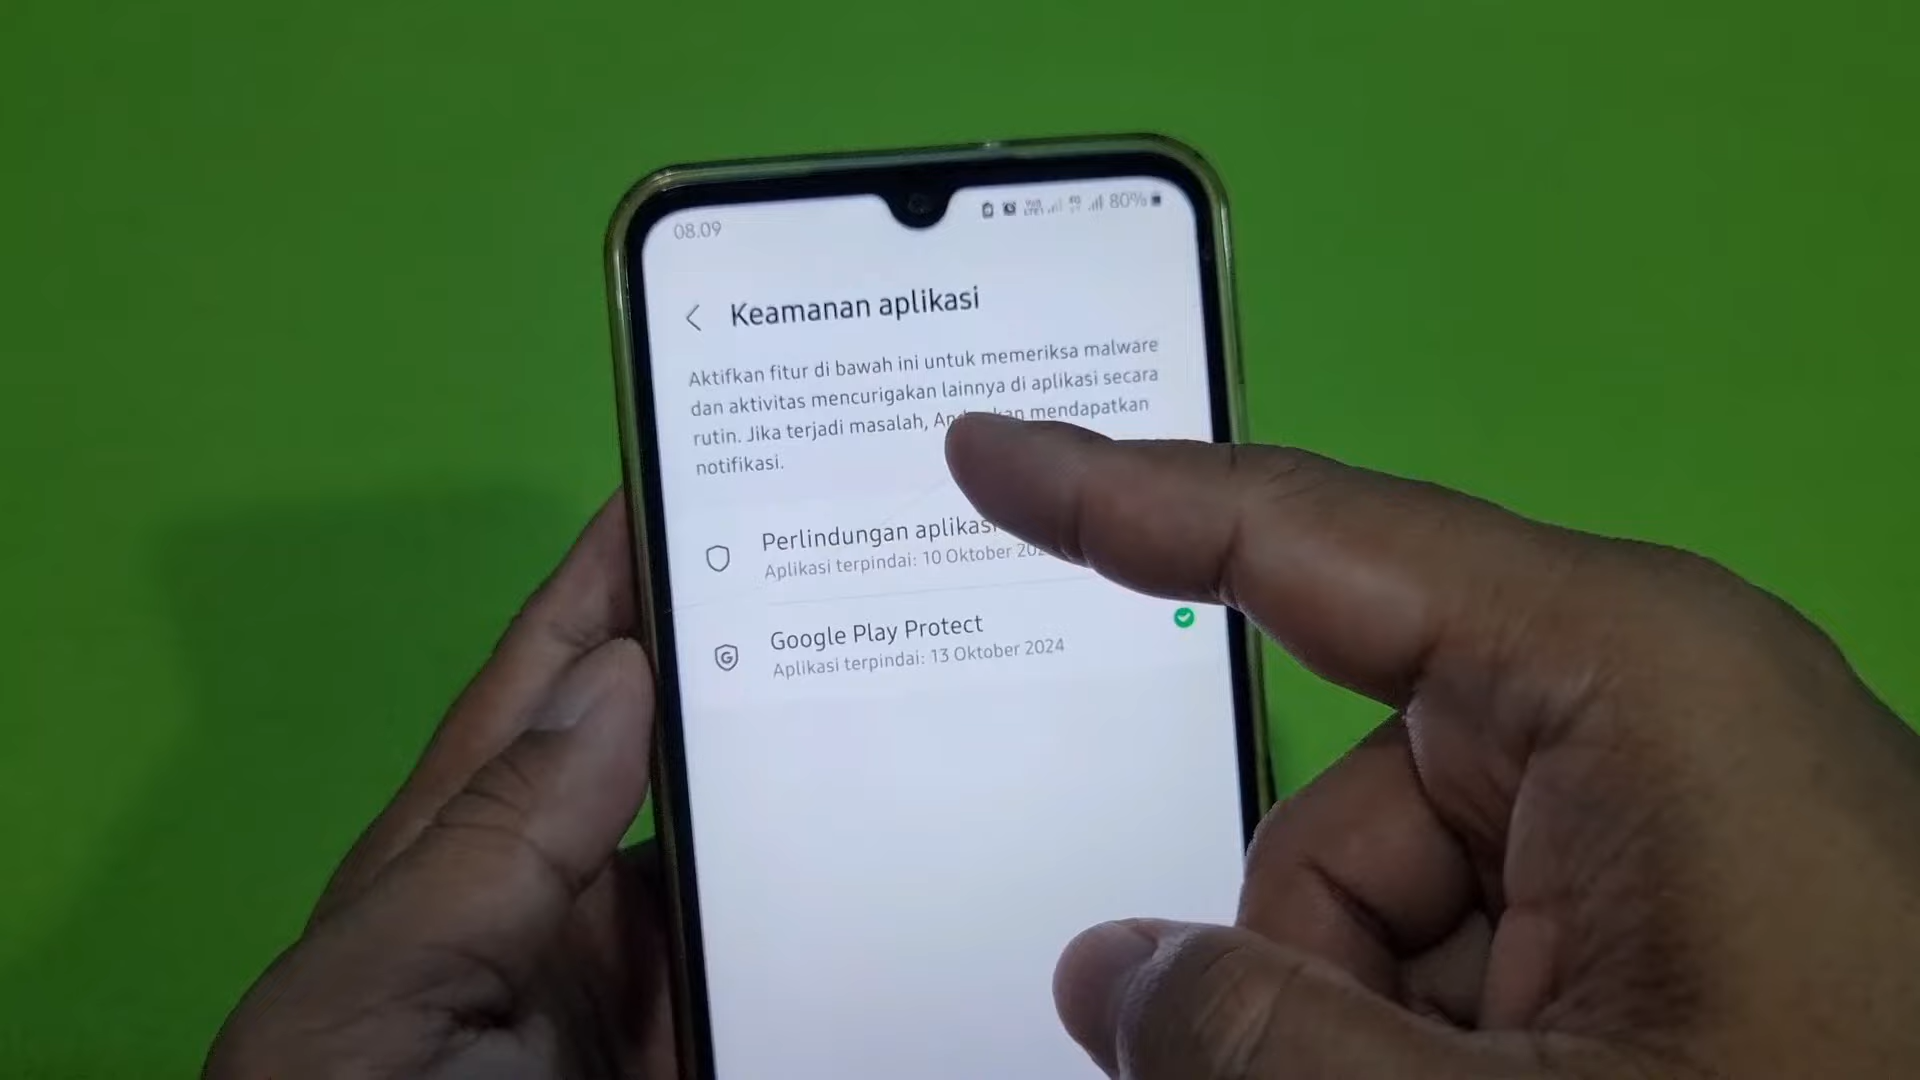 08.09
80%
Keamanan aplikasi
Aktifkan fitur di bawah ini untuk memeriksa malware
dan aktivitas mencurigakan lainnya di aplikasi secara
rutin. Jika terjadi masalah, mendapatkan
notifikasi.
Perlindungan aplikasi
Aplikasi terpindai: 10 Oktober
Google Play Protect
Aplikasi terpindai: 13 Oktober 2024